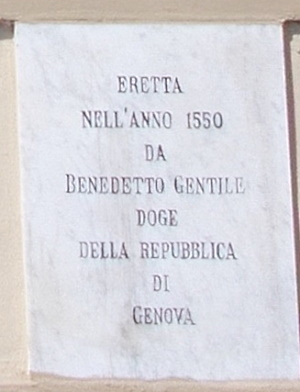 ERETTA
NELL'ANNO 1550
DA
BENEDETTO GENTILE
DOGE
DELLA REPUBBLICA
DI
GENOVA